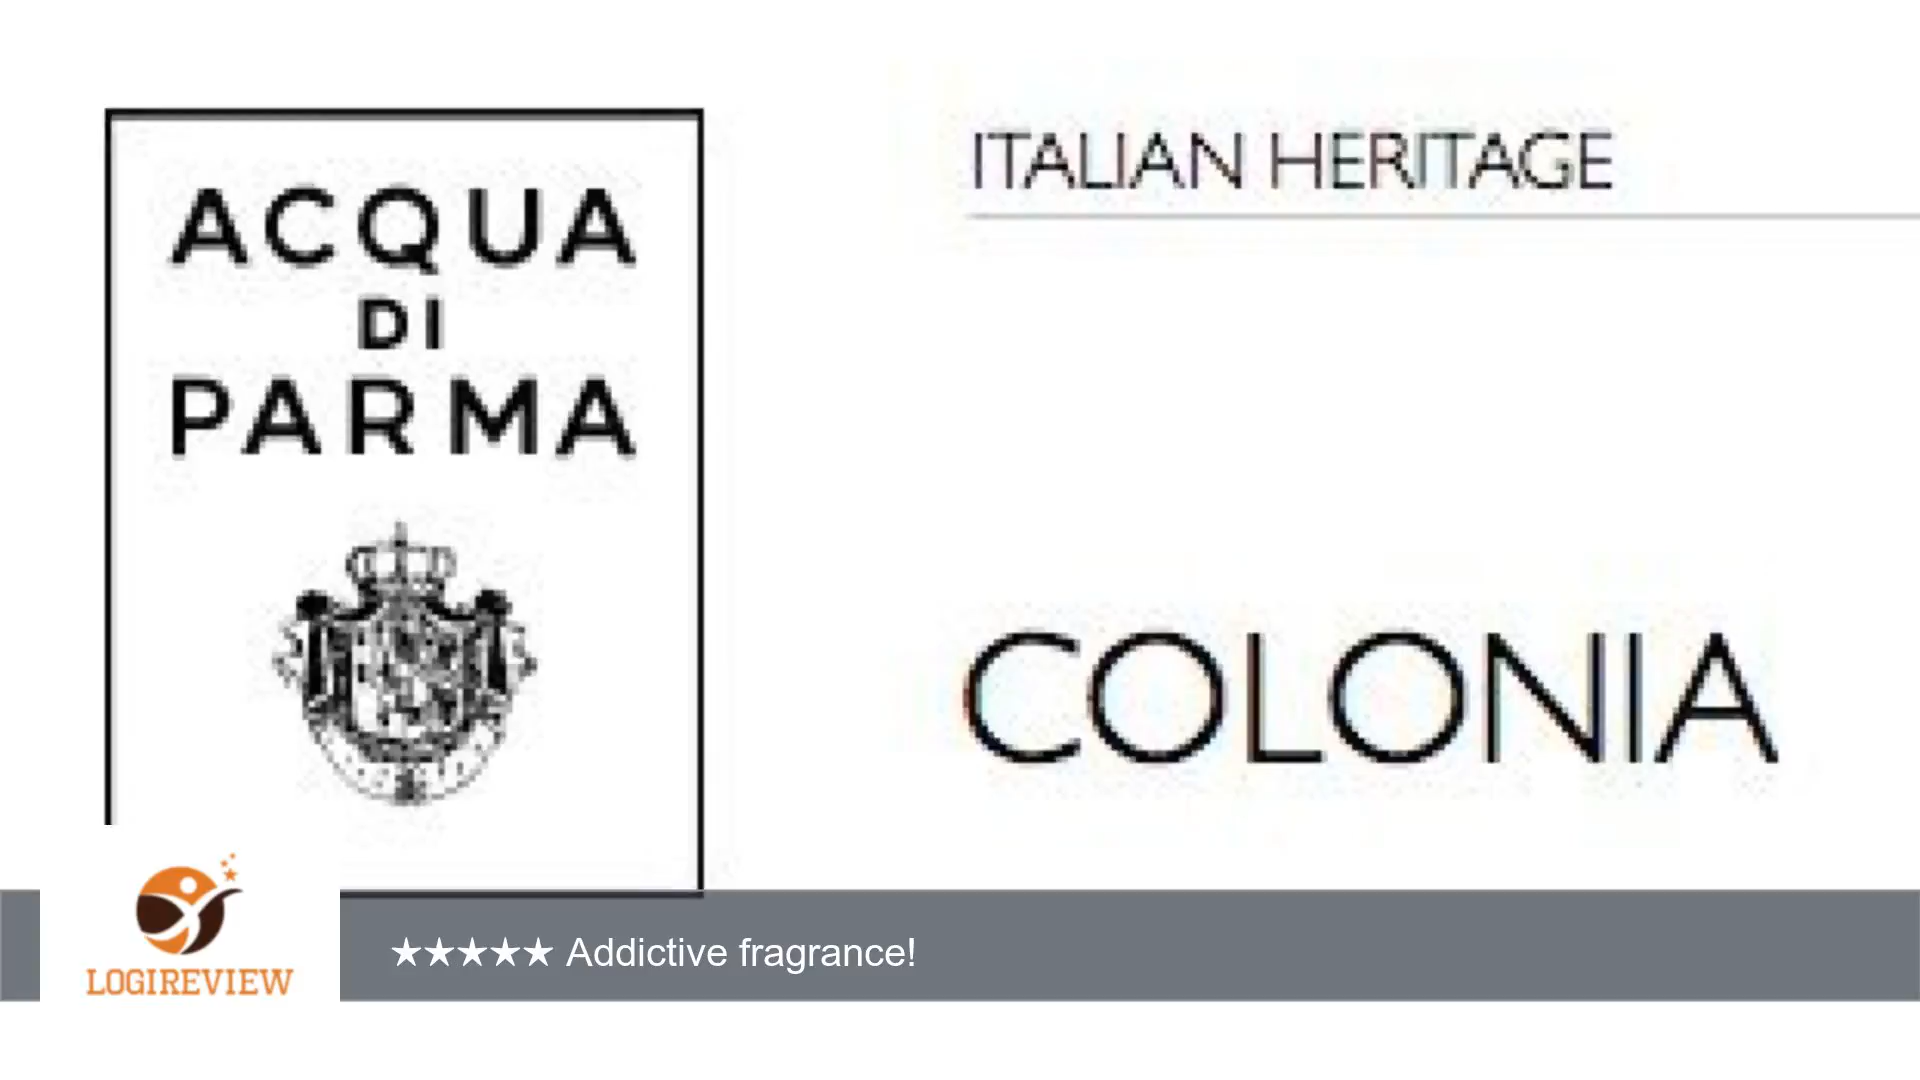 ACQUA
DI
PARMA
ITALIAN HERITAGE
COLONIA
LOGIREVIEW
★★★★★ Addictive fragrance!